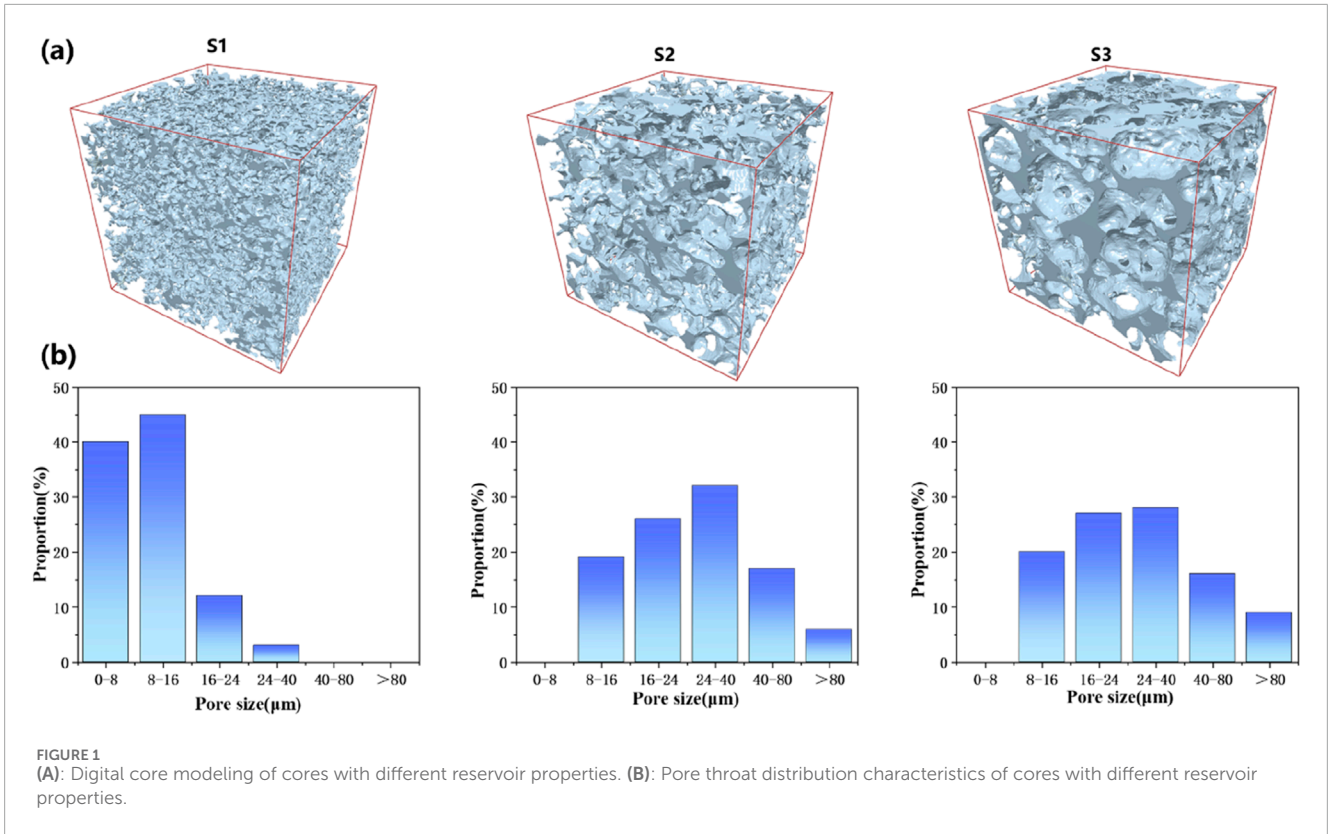 (a)
S1
S2
S3
(b)
50
40
30
20
10
0
Proportion(%)
0-8 8-16 16-24 24-40 40-80 >80
Pore size(μm)
50
40
30
20
10
0
Proportion(%)
0-8 8-16 16-24 24-40 40-80 >80
Pore size(μm)
50
40
30
20
10
0
Proportion(%)
0-8 8-16 16-24 24-40 40-80 >80
Pore size(μm)
FIGURE 1
(A): Digital core modeling of cores with different reservoir properties. (B): Pore throat distribution characteristics of cores with different reservoir
properties.